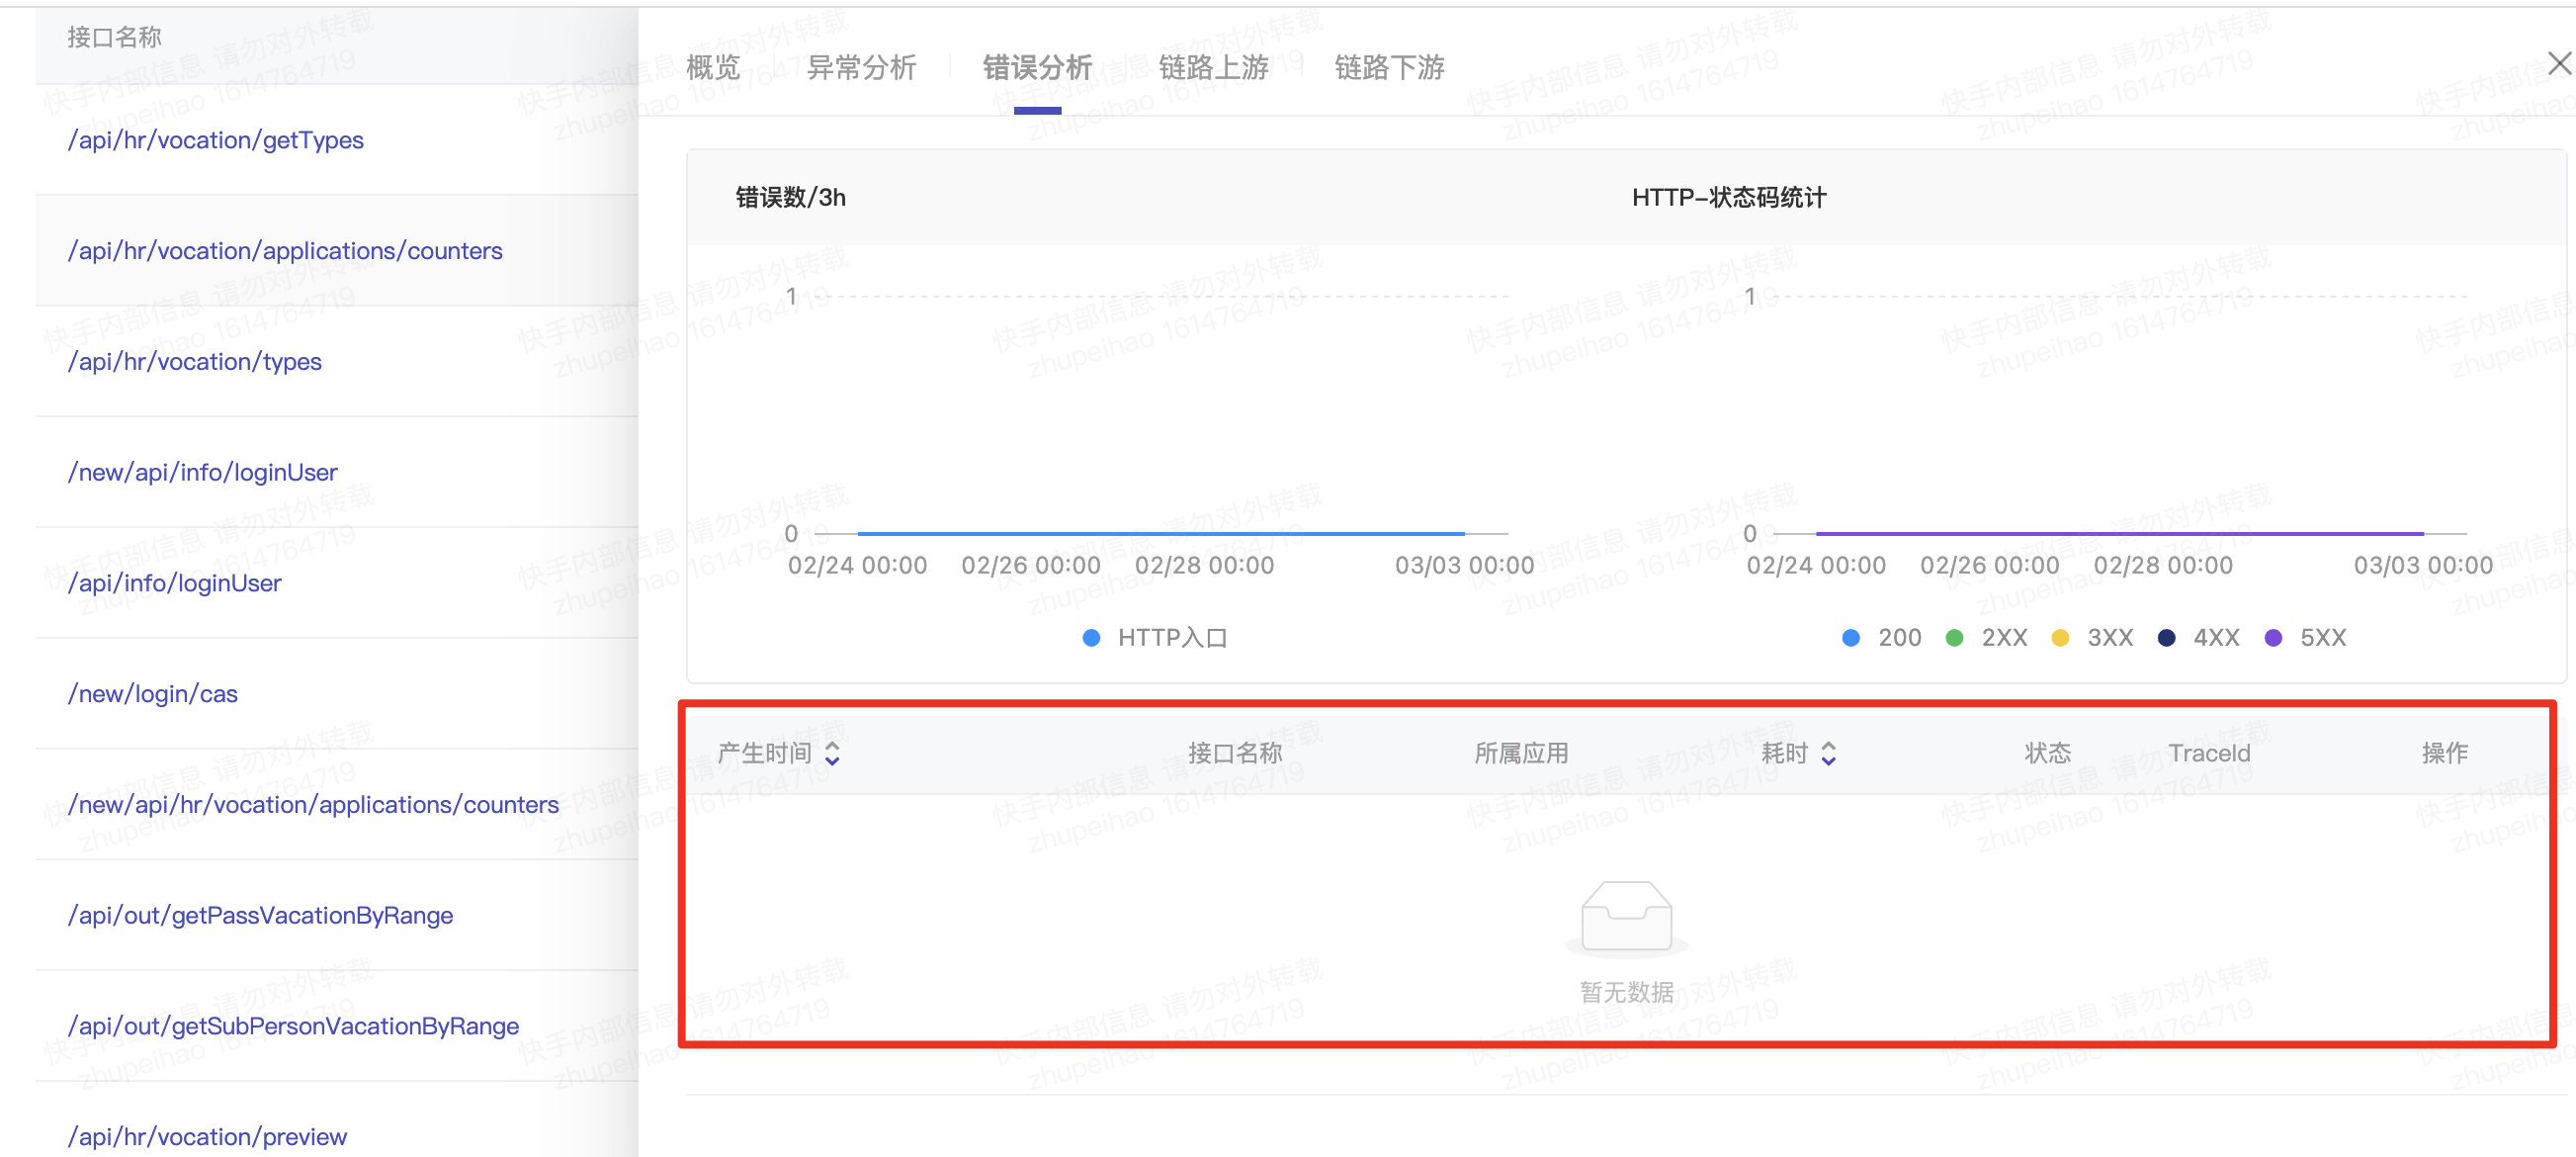 接口名称
/api/hr/vocation/getTypes
/api/hr/vocation/applications/counters
/api/hr/vocation/types
/new/api/info/loginUser
/api/info/loginUser
/new/login/cas
/new/api/hr/vocation/applications/counters
/api/out/getPassVacationByRange
/api/out/getSubPersonVacationByRange
/api/hr/vocation/preview
概览 异常分析 错误分析 链路上游 链路下游
错误数/3h
1
0
02/24 00:00 02/26 00:00 02/28 00:00 03/03 00:00
HTTP入口
HTTP-状态码统计
1
0
02/24 00:00 02/26 00:00 02/28 00:00 03/03 00:00
200 2XX 3XX 4XX 5XX
产生时间 接口名称 所属应用 耗时 状态 TraceId 操作
暂无数据
快手内部信息 请勿对外转载
zhupeihao 1614764719